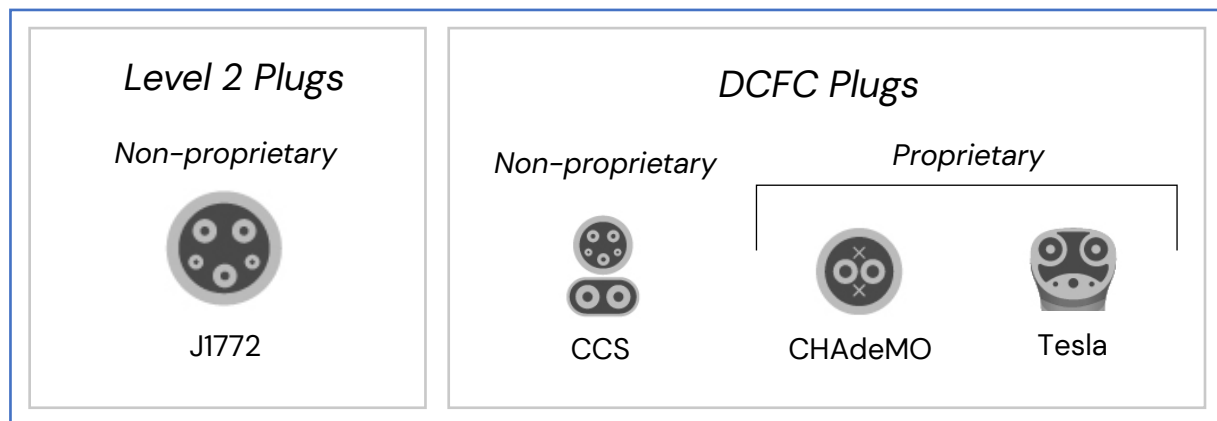 Level 2 Plugs
Non-proprietary
J1772
DCFC Plugs
Non-proprietary
Proprietary
CCS
CHAdeMO
Tesla